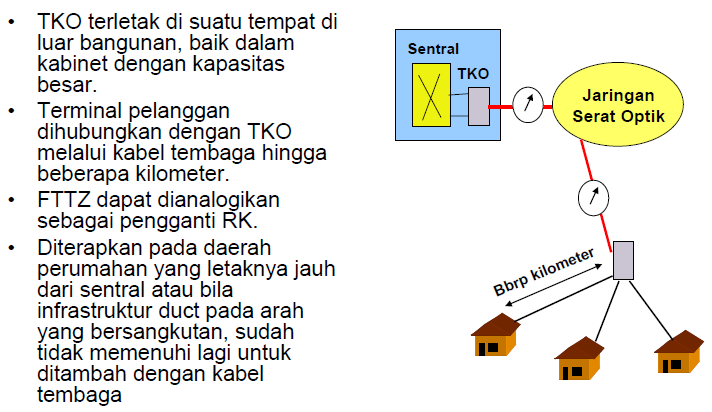 • TKO terletak di suatu tempat di
luar bangunan, baik dalam
kabinet dengan kapasitas
besar.
• Terminal pelanggan
dihubungkan dengan TKO
melalui kabel tembaga hingga
beberapa kilometer.
• FTTZ dapat dianalogikan
sebagai pengganti RK.
• Diterapkan pada daerah
perumahan yang letaknya jauh
dari sentral atau bila
infrastruktur duct pada arah
yang bersangkutan, sudah
tidak memenuhi lagi untuk
ditambah dengan kabel
tembaga
Sentral
TKO
Jaringan
Serat Optik
Bbrp kilometer